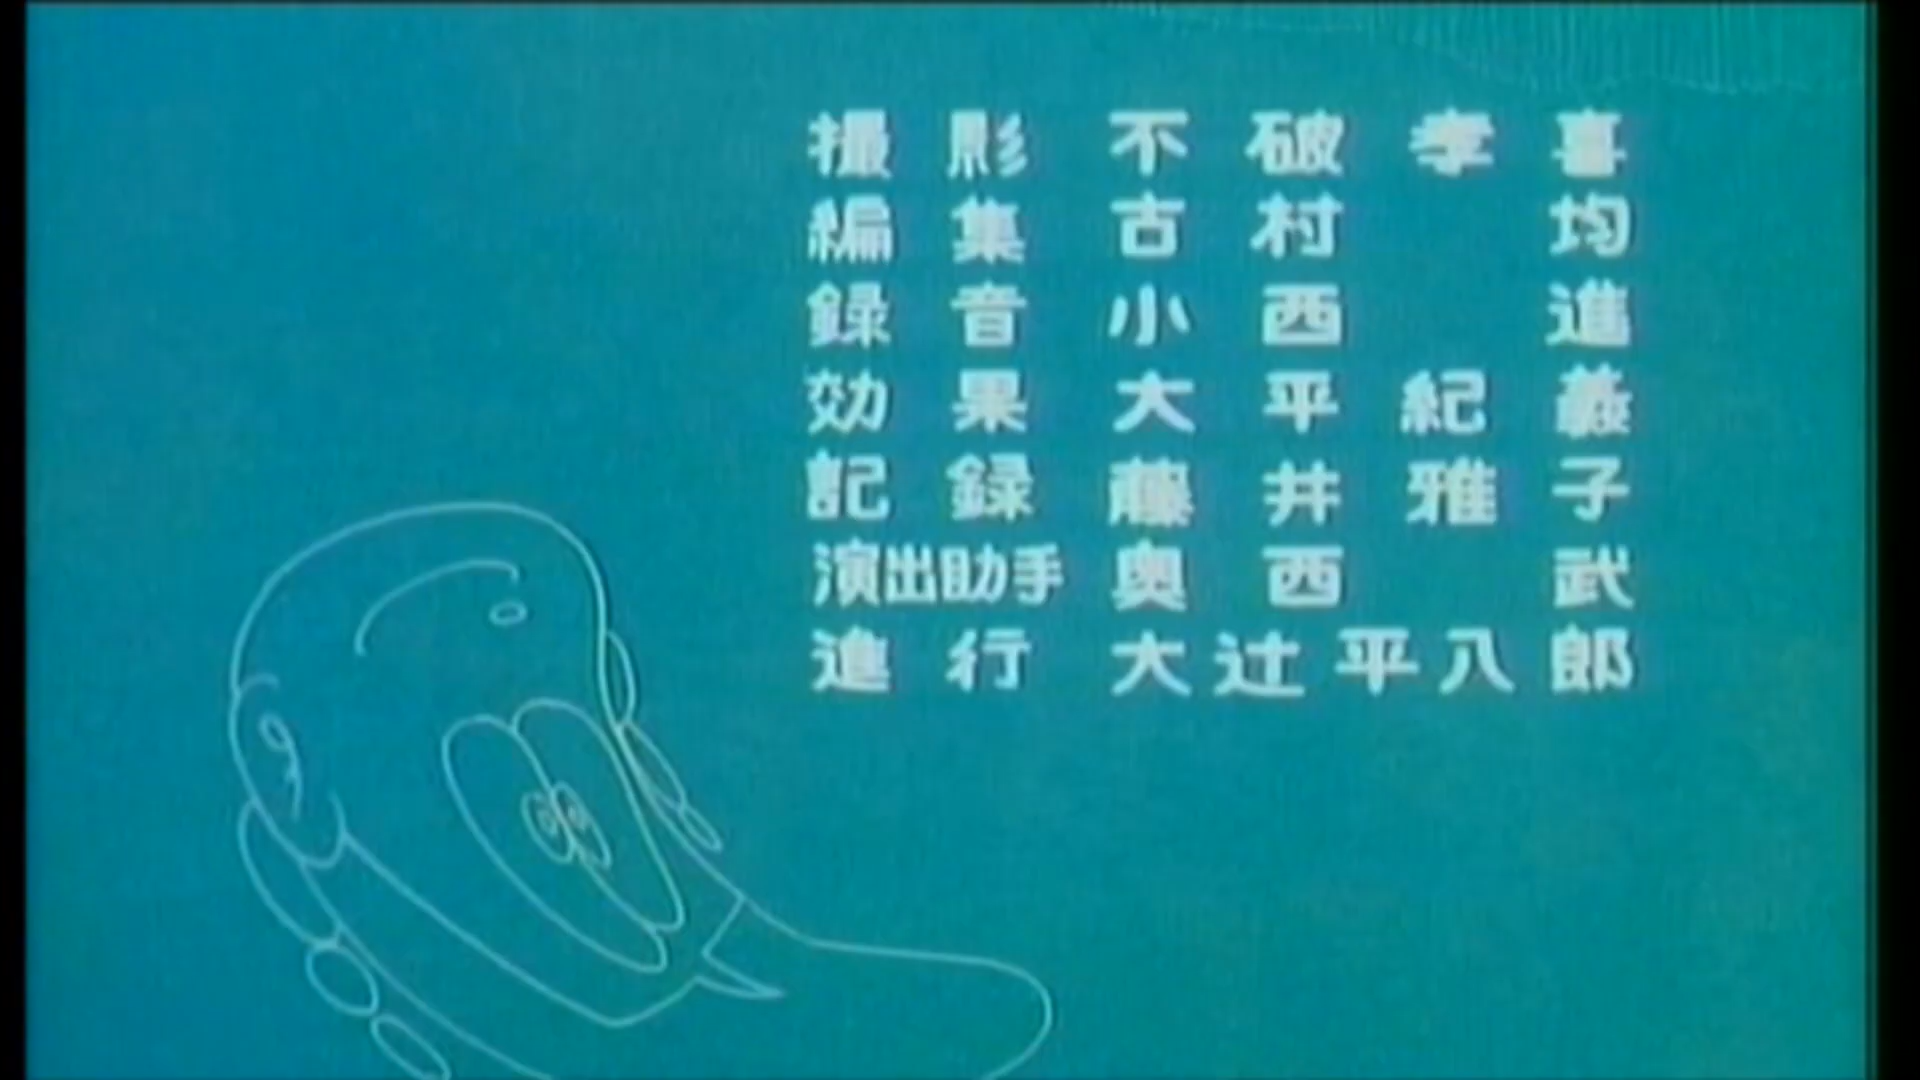 撮影 不破孝喜
編集 古村均
録音 小西進
効果 大平紀義
記録 藤井雅子
演出助手 奥西武
進行 大辻平八郎